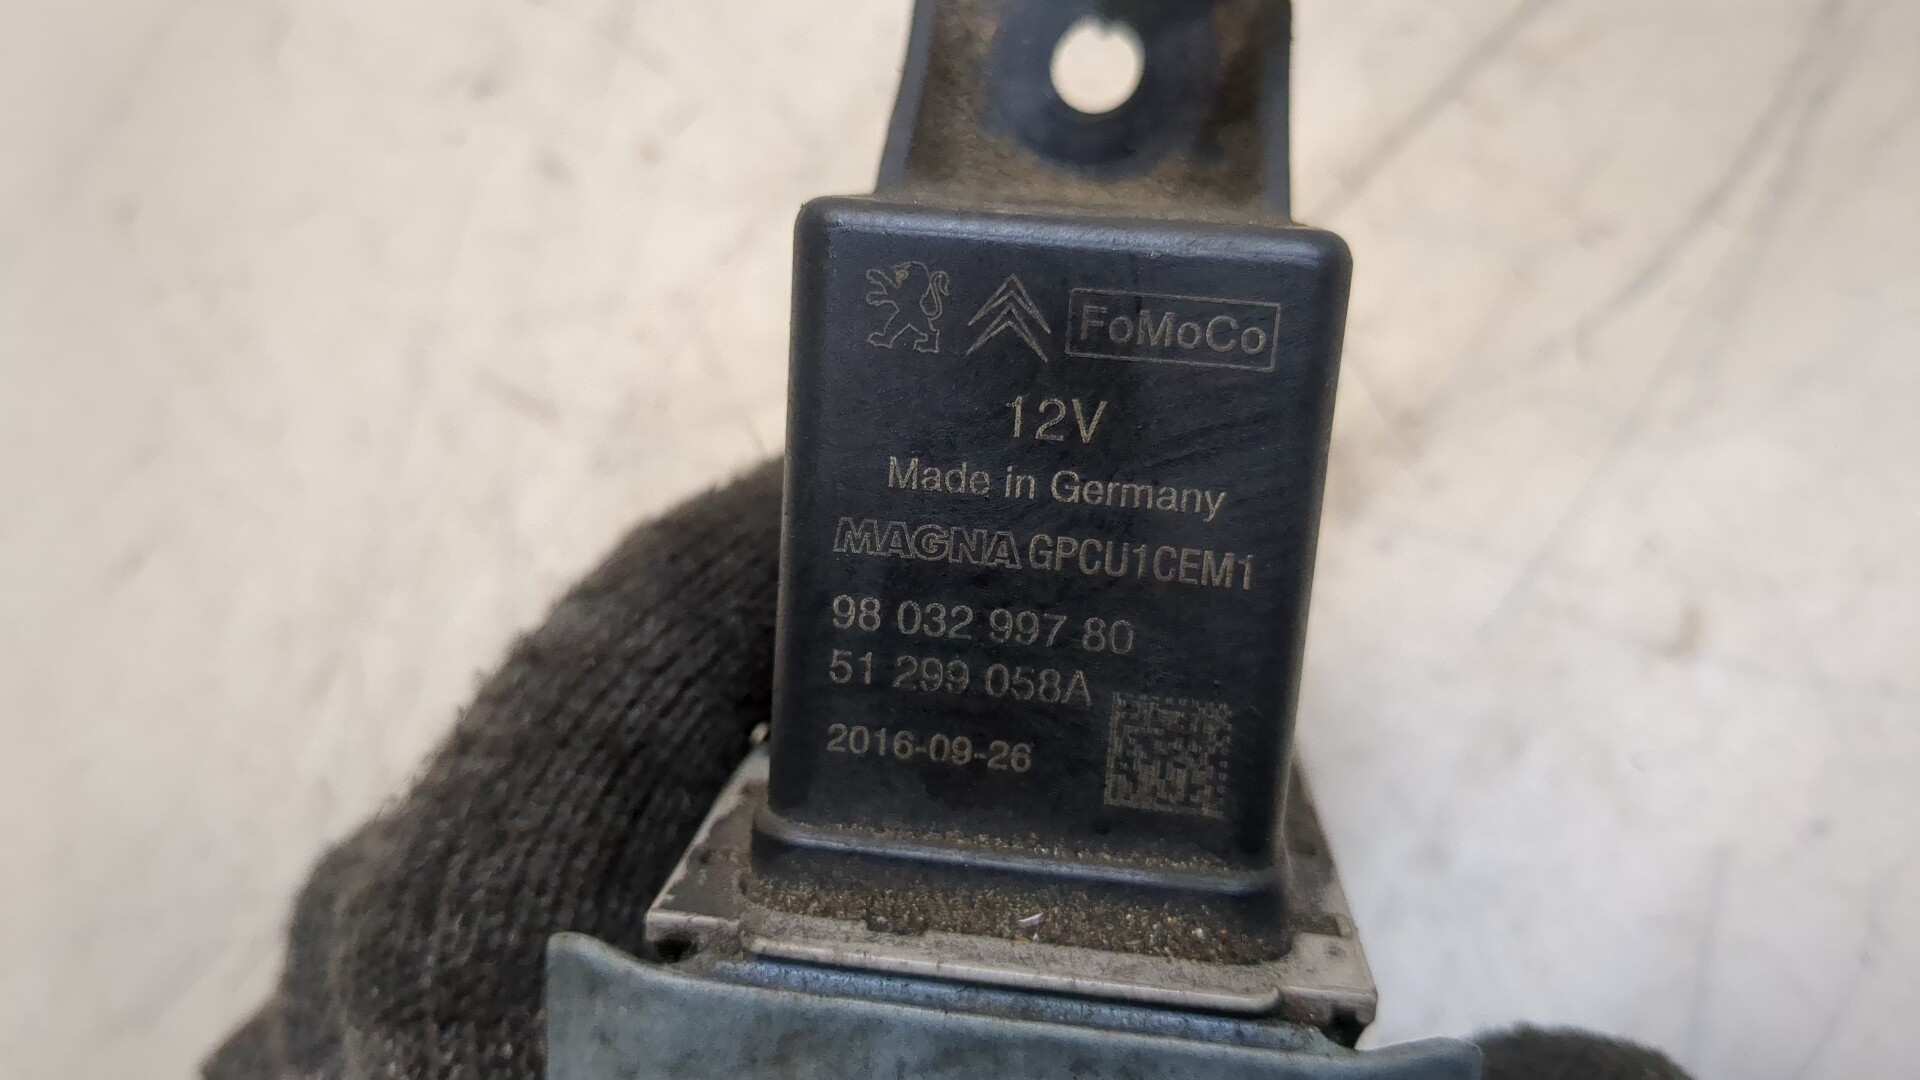 FoMoCo
12V
Made in Germany
MAGNA GPCU1CEM1
98 032 997 80
51 299 058A
2016-09-26